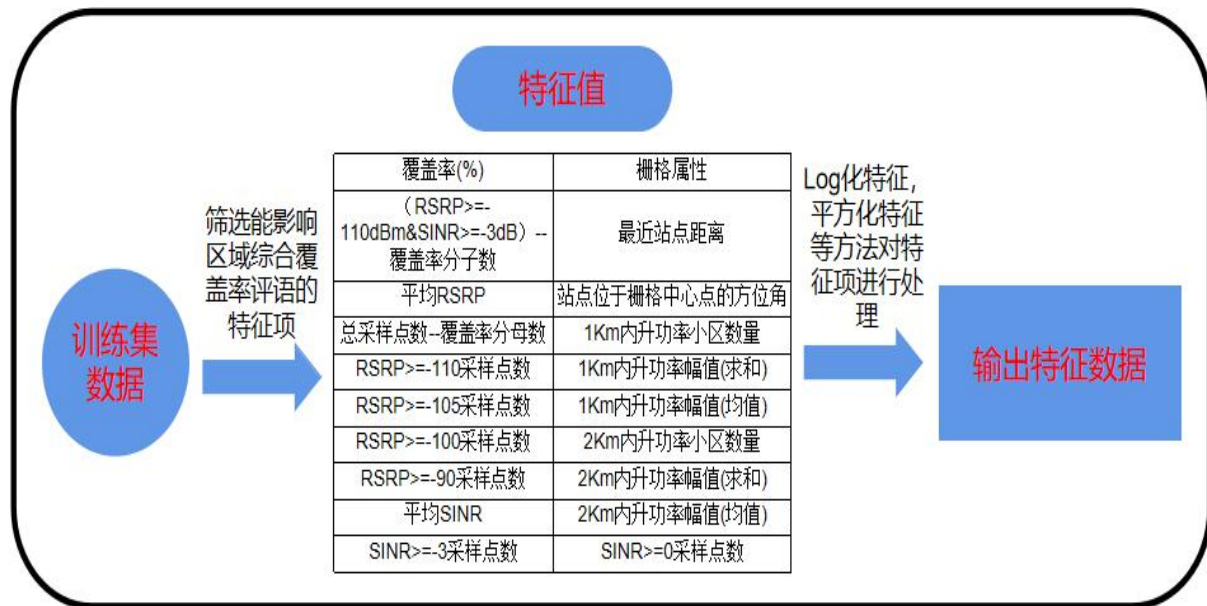 特征值
训练集
数据
筛选能影响
区域综合覆
盖率评语的
特征项
覆盖率(%)
栅格属性
（RSRP>=-
110dBm&SINR>=-3dB）--
覆盖率分子数
最近站点距离
平均RSRP
站点位于栅格中心点的方位角
总采样点数--覆盖率分母数
1Km内升功率小区数量
RSRP>=-110采样点数
1Km内升功率幅值(求和)
RSRP>=-105采样点数
1Km内升功率幅值(均值)
RSRP>=-100采样点数
2Km内升功率小区数量
RSRP>=-90采样点数
2Km内升功率幅值(求和)
平均SINR
2Km内升功率幅值(均值)
SINR>=-3采样点数
SINR>=0采样点数
Log化特征，
平方化特征
等方法对特
征项进行处
理
输出特征数据